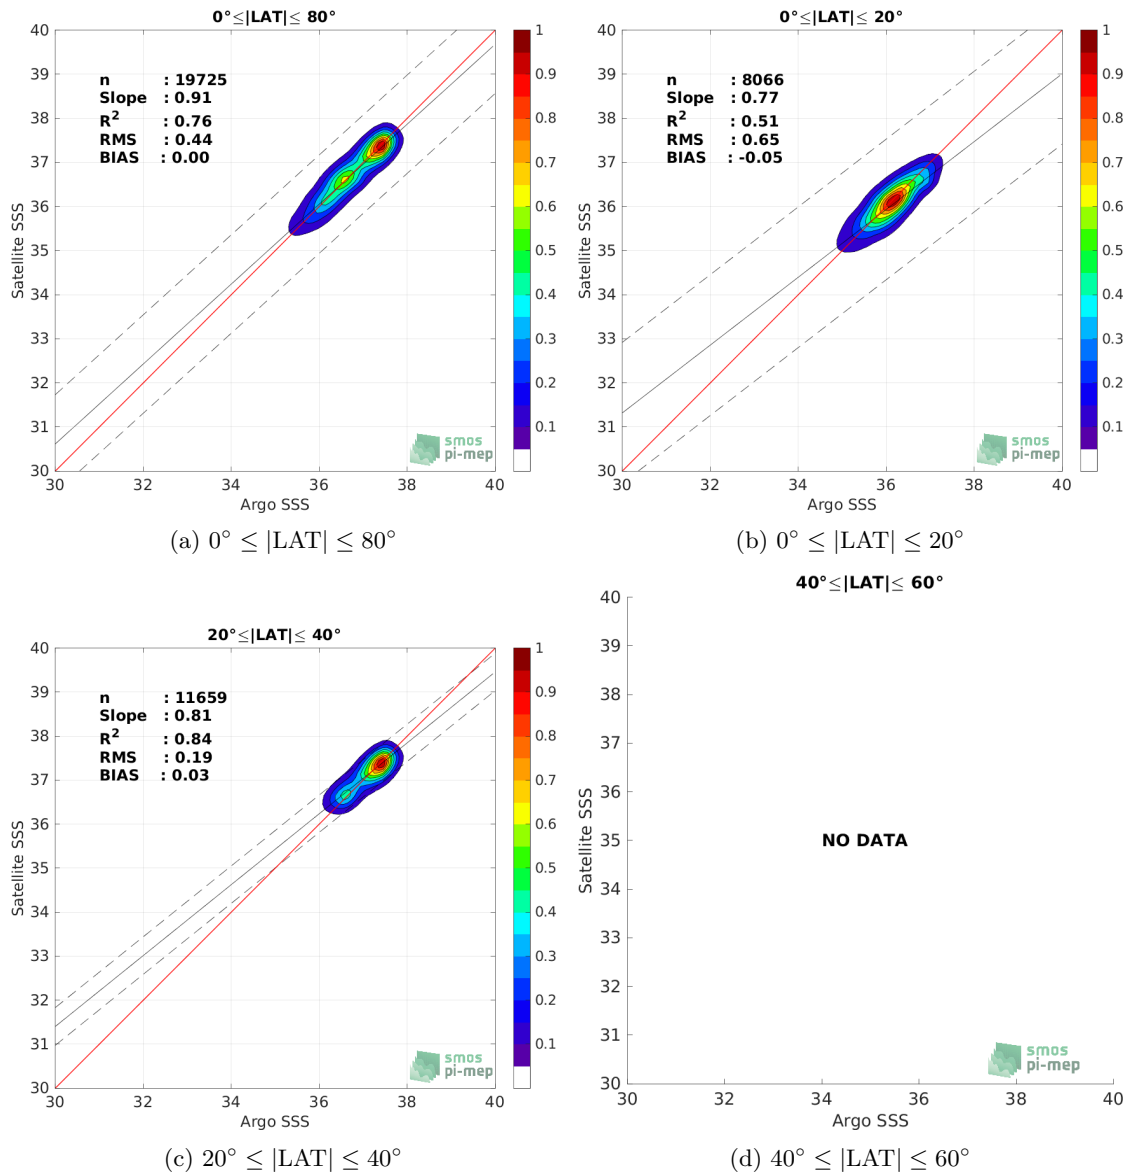 0°≤|LAT|≤ 80°
n : 19725
Slope : 0.91
R² : 0.76
RMS : 0.44
BIAS : 0.00
40
39
38
37
36
35
34
33
32
31
30
30 32 34 36 38 40
Satellite SSS
Argo SSS
1
0.9
0.8
0.7
0.6
0.5
0.4
0.3
0.2
0.1
smos
pi-mep
(a) 0° ≤ |LAT| ≤ 80°
0°≤|LAT|≤ 20°
n : 8066
Slope : 0.77
R² : 0.51
RMS : 0.65
BIAS : -0.05
40
39
38
37
36
35
34
33
32
31
30
30 32 34 36 38 40
Satellite SSS
Argo SSS
1
0.9
0.8
0.7
0.6
0.5
0.4
0.3
0.2
0.1
smos
pi-mep
(b) 0° ≤ |LAT| ≤ 20°
20°≤|LAT|≤ 40°
n : 11659
Slope : 0.81
R² : 0.84
RMS : 0.19
BIAS : 0.03
40
39
38
37
36
35
34
33
32
31
30
30 32 34 36 38 40
Satellite SSS
Argo SSS
1
0.9
0.8
0.7
0.6
0.5
0.4
0.3
0.2
0.1
smos
pi-mep
(c) 20° ≤ |LAT| ≤ 40°
40°≤|LAT|≤ 60°
40
39
38
37
36
35
34
33
32
31
30
30 32 34 36 38 40
Satellite SSS
Argo SSS
NO DATA
smos
pi-mep
(d) 40° ≤ |LAT| ≤ 60°